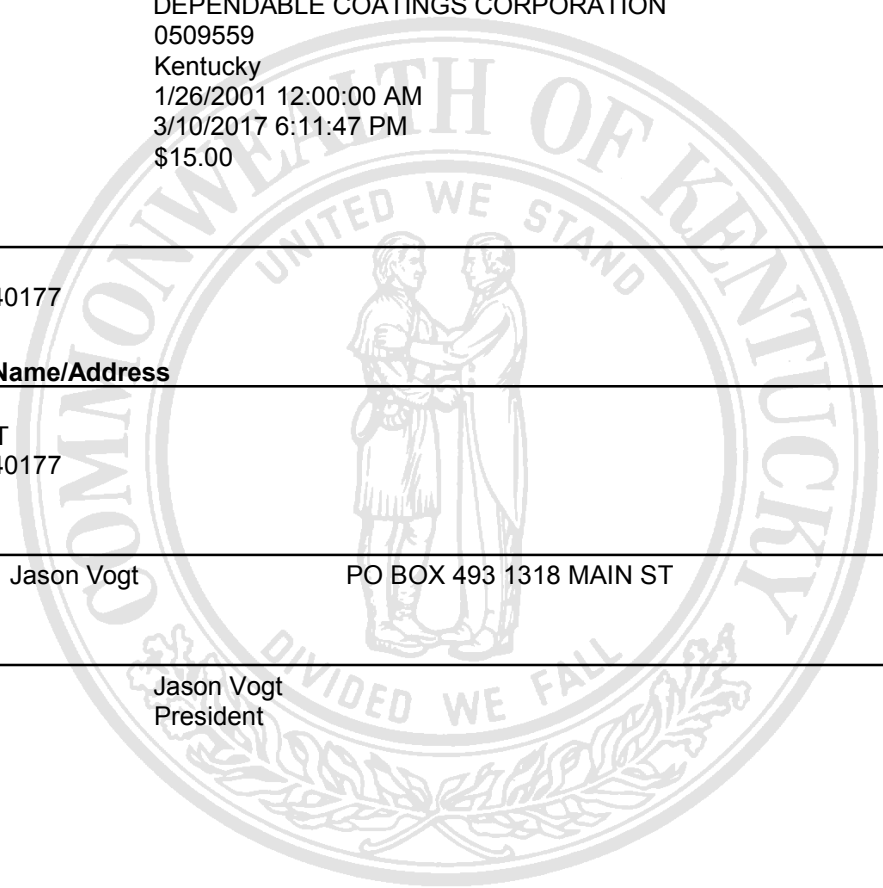 DEPENDABLE COATINGS CORPORATION
0509559
Kentucky
1/26/2001 12:00:00 AM
3/10/2017 6:11:47 PM
$15.00
COMMONWEALTH OF KENTUCKY
UNITED WE STAND
40177
Name/Address
T
40177
Jason Vogt PO BOX 493 1318 MAIN ST
DIVIDED WE FALL
Jason Vogt
President